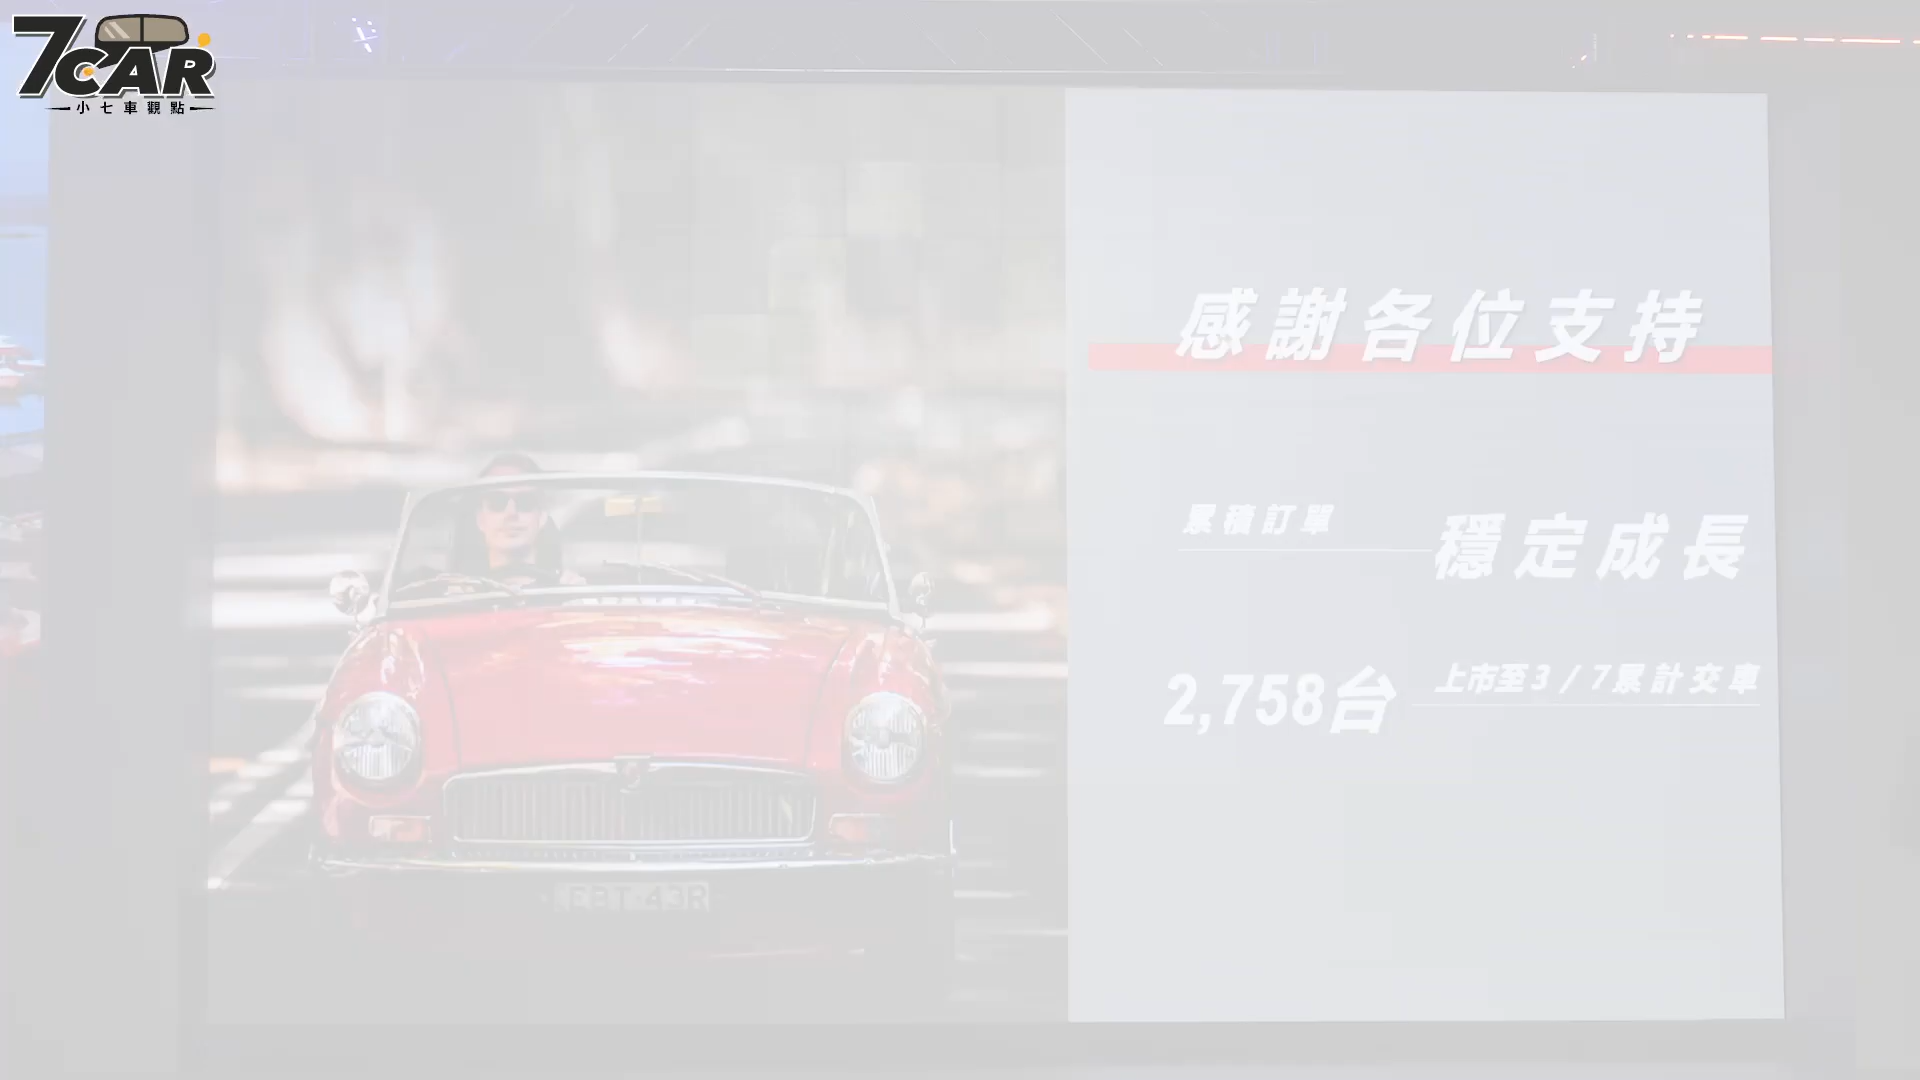 7CAR
小七車觀點
感謝各位支持
累積訂單
穩定成長
2,758台
上市至3/7累計交車
EBT·43R